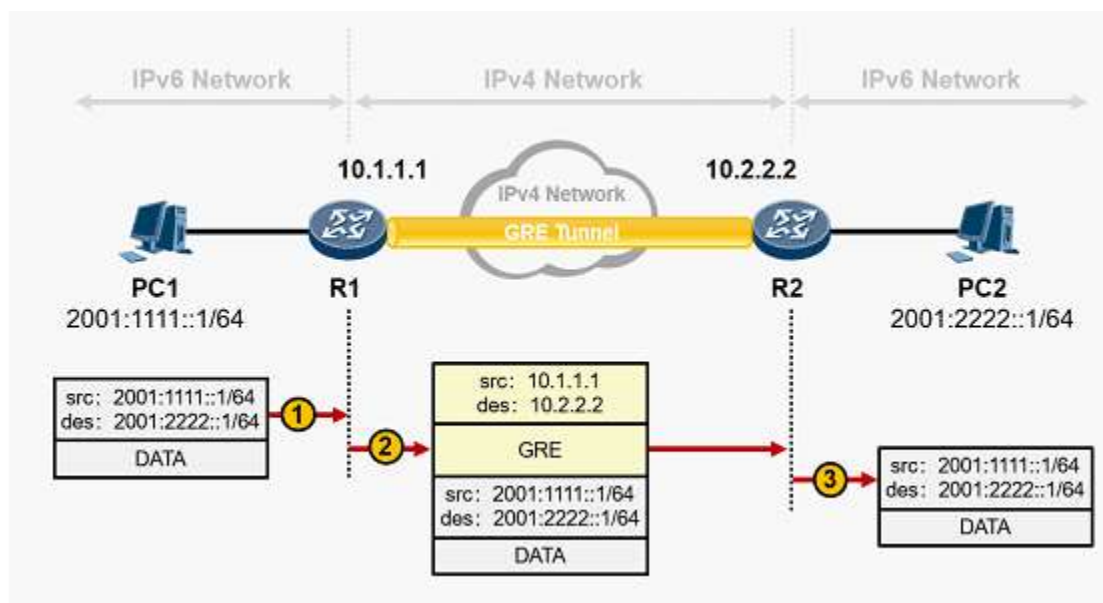 IPv6 Network
IPv4 Network
IPv6 Network
10.1.1.1
10.2.2.2
IPv4 Network
GRE Tunnel
PC1
R1
R2
PC2
2001:1111::1/64
2001:2222::1/64
src: 2001:1111::1/64
des: 2001:2222::1/64
DATA
1
2
src: 10.1.1.1
des: 10.2.2.2
GRE
src: 2001:1111::1/64
des: 2001:2222::1/64
DATA
3
src: 2001:1111::1/64
des: 2001:2222::1/64
DATA